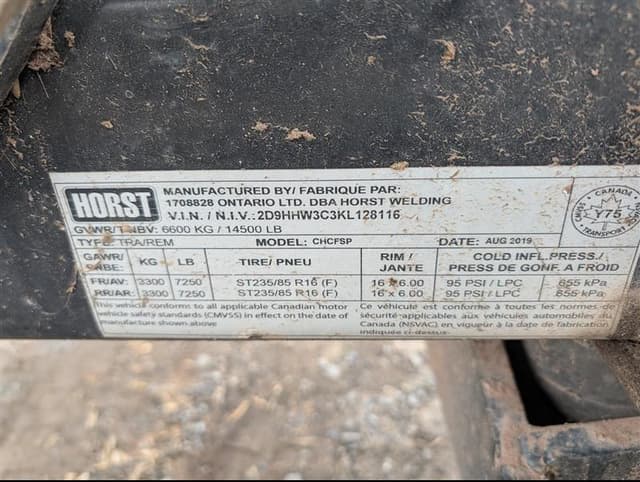 HORST
MANUFACTURED BY/ FABRIQUE PAR:
1708828 ONTARIO LTD. DBA HORST WELDING
V.I.N. / N.I.V.: 2D9HHW3C3KL128116
GVWR/T NBV: 6600 KG / 14500 LB
TYPE: TRA/REM MODEL: CHCFSP DATE: AUG 2019
GAWR/ KG LB TIRE/ PNEU RIM / COLD INFL.PRESS./
PNBE: JANTE PRESS DE GONF. A FROID
FR/AV: 3300 7250 ST235/85 R16 (F) 16 x 6.00 95 PSI / LPC 655 kPa
RR/AR: 3300 7250 ST235/85 R16 (F) 16 x 6.00 95 PSI / LPC 655 kPa
This vehicle conforms to all applicable Canadian motor
vehicle safety standards (CMVSS) in effect on the date of
manufacture shown above
Ce véhicule est conforme à toutes les normes de
sécurité applicables aux véhicules automobiles du
Canada (NSVAC) en vigueur à la date de fabrication
indiquée ci-dessus
CANADA
Y75
TRANSPORT